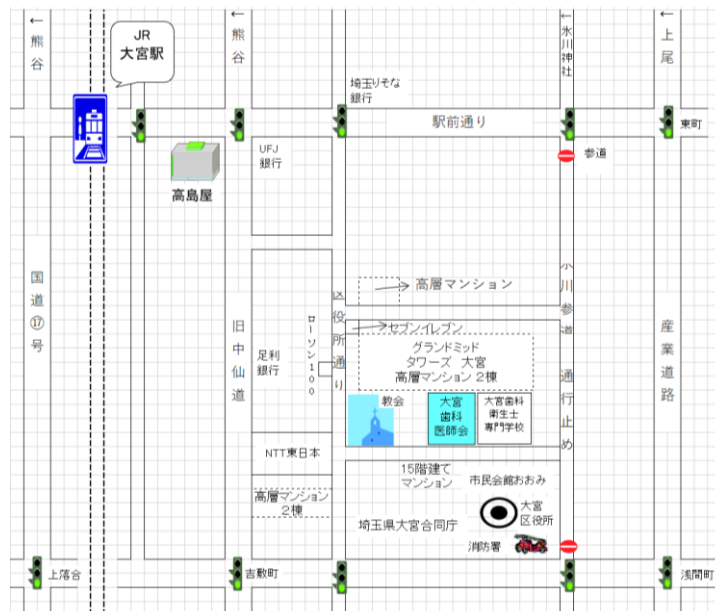 ←熊谷
JR
大宮駅
←熊谷
←氷川神社
←上尾
埼玉りそな
銀行
駅前通り
東町
UFJ
銀行
参道
高島屋
国道⑰号
旧中仙道
区役所通り
氷川参道 通行止め
産業道路
高層マンション
セブンイレブン
ローソン100
足利
銀行
グランドミッド
タワーズ 大宮
高層マンション 2棟
教会
大宮
歯科
医師会
大宮歯科
衛生士
専門学校
NTT東日本
15階建て
マンション
市民会館おおみ
高層マンション
2棟
大宮
区役所
埼玉県大宮合同庁
消防署
上落合
吉敷町
浅間町